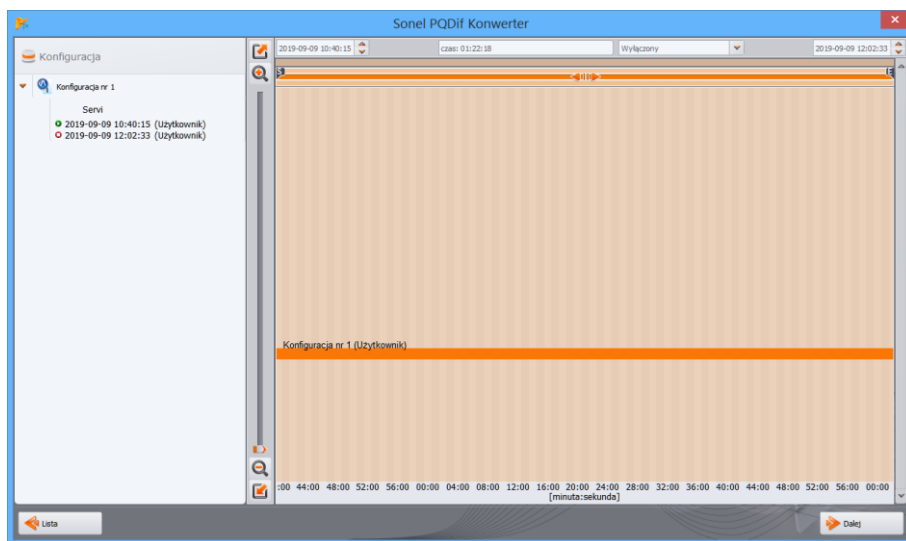 Sonel PQDif Konwerter
Konfiguracja
2019-09-09 10:40:15
czas: 01:22:18
Wyłączony
2019-09-09 12:02:33
Konfiguracja nr 1
Servi
2019-09-09 10:40:15 (Użytkownik)
2019-09-09 12:02:33 (Użytkownik)
Konfiguracja nr 1 (Użytkownik)
:00 44:00 48:00 52:00 56:00 00:00 04:00 08:00 12:00 16:00 20:00 24:00 28:00 32:00 36:00 40:00 44:00 48:00 52:00 56:00 00:00
[minuta:sekunda]
Lista
Dalej